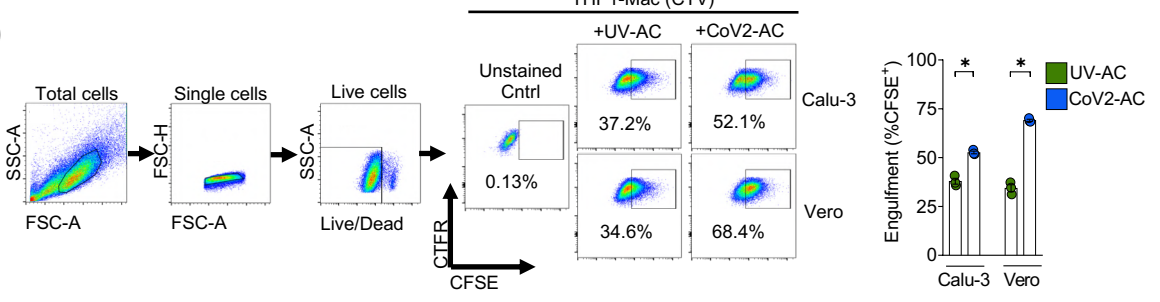 THP1-Mac (CTV)
+UV-AC
+CoV2-AC
Total cells
Single cells
Live cells
Unstained
Cntrl
SSC-A
FSC-A
FSC-H
FSC-A
SSC-A
Live/Dead
0.13%
37.2%
52.1%
Calu-3
34.6%
68.4%
Vero
CTFR
CFSE
Engulfment (%CFSE+)
100
75
50
25
0
*
*
UV-AC
CoV2-AC
Calu-3
Vero